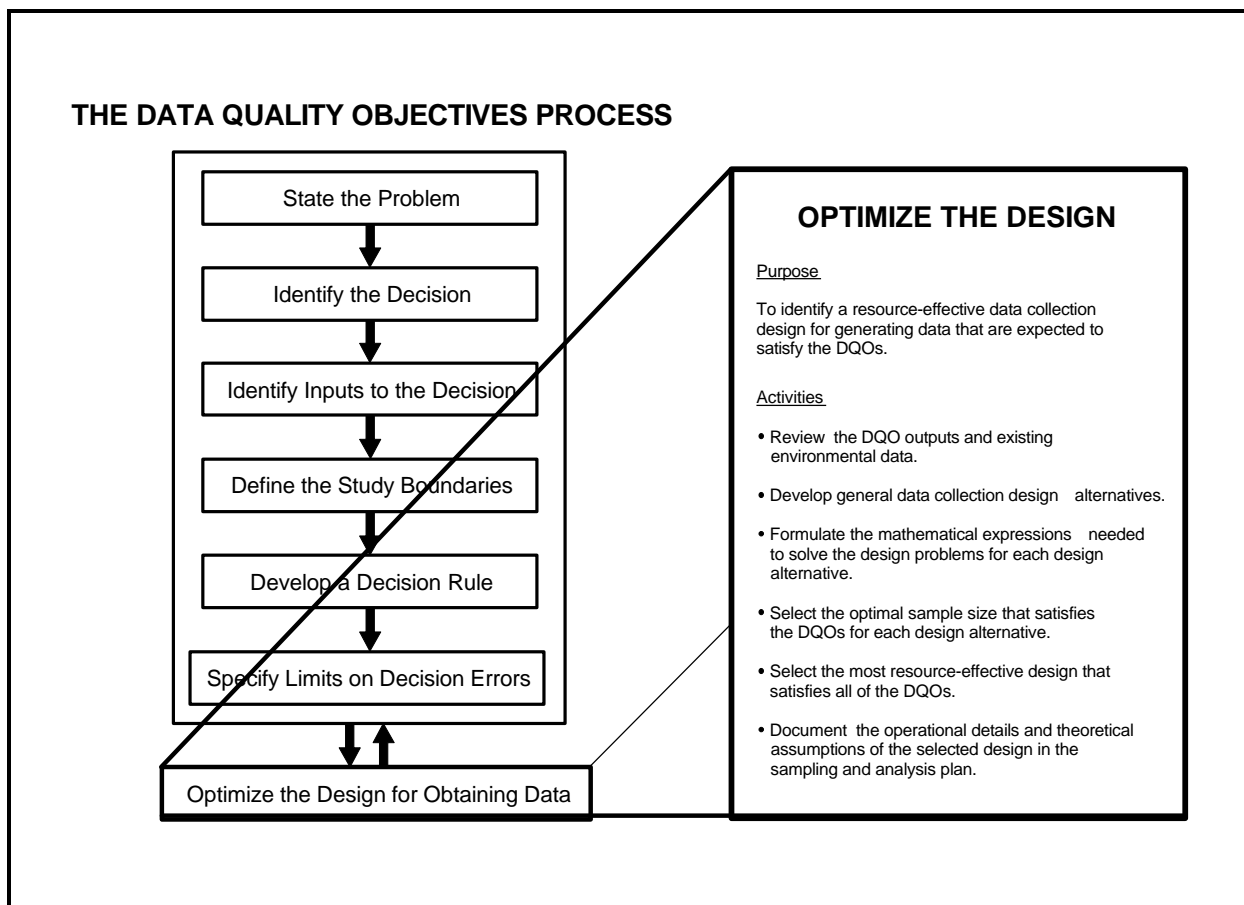 THE DATA QUALITY OBJECTIVES PROCESS
State the Problem
Identify the Decision
Identify Inputs to the Decision
Define the Study Boundaries
Develop a Decision Rule
Specify Limits on Decision Errors
Optimize the Design for Obtaining Data
OPTIMIZE THE DESIGN
Purpose
To identify a resource-effective data collection
design for generating data that are expected to
satisfy the DQOs.
Activities
• Review the DQO outputs and existing
environmental data.
• Develop general data collection design alternatives.
• Formulate the mathematical expressions needed
to solve the design problems for each design
alternative.
• Select the optimal sample size that satisfies
the DQOs for each design alternative.
• Select the most resource-effective design that
satisfies all of the DQOs.
• Document the operational details and theoretical
assumptions of the selected design in the
sampling and analysis plan.